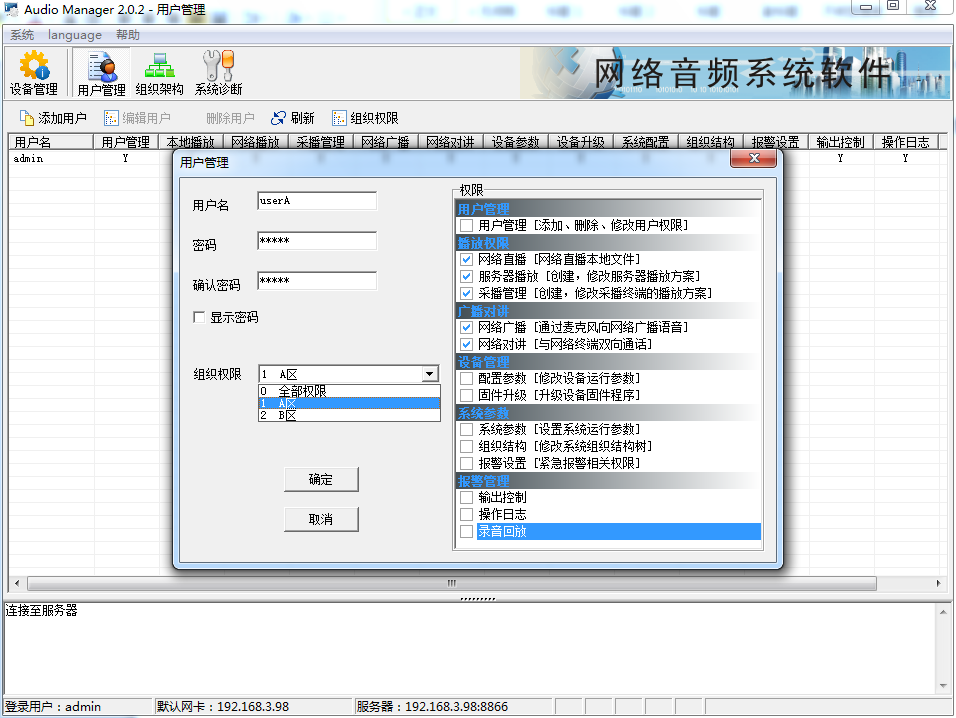 Audio Manager 2.0.2 - 用户管理
系统 language 帮助
设备管理 用户管理 组织架构 系统诊断
网络音频系统软件
添加用户 编辑用户 删除用户 刷新 组织权限
用户名 用户管理 本地播放 网络播放 采播管理 网络广播 网络对讲 设备参数 设备升级 系统配置 组织结构 报警设置 输出控制 操作日志
admin Y Y Y
用户管理
用户名 userA
密码 *****
确认密码 *****
显示密码
组织权限 1 A区
0 全部权限
1 A区
2 B区
确定
取消
权限
用户管理
用户管理 [添加、删除、修改用户权限]
播放权限
网络直播 [网络直播本地文件]
服务器播放 [创建，修改服务器播放方案]
采播管理 [创建，修改采播终端的播放方案]
广播对讲
网络广播 [通过麦克风向网络广播语音]
网络对讲 [与网络终端双向通话]
设备管理
配置参数 [修改设备运行参数]
固件升级 [升级设备固件程序]
系统参数
系统参数 [设置系统运行参数]
组织结构 [修改系统组织结构树]
报警设置 [紧急报警相关权限]
报警管理
输出控制
操作日志
录音回放
连接至服务器
登录用户：admin 默认网卡：192.168.3.98 服务器：192.168.3.98:8866